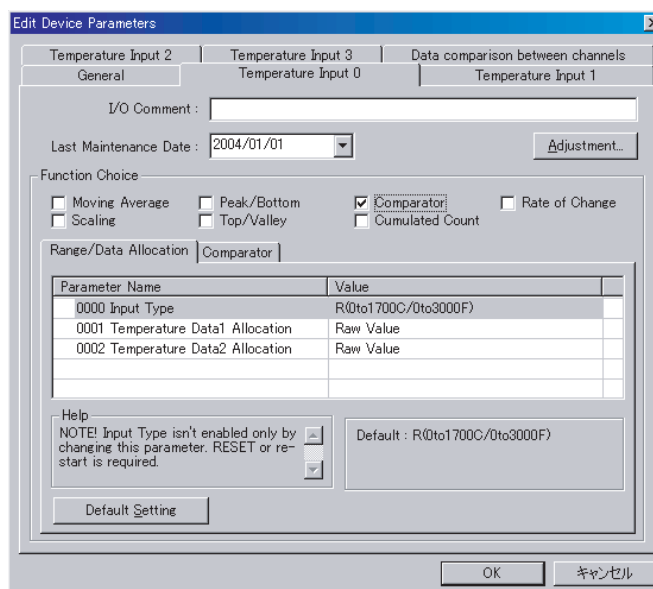 Edit Device Parameters
Temperature Input 2
Temperature Input 3
Data comparison between channels
General
Temperature Input 0
Temperature Input 1
I/O Comment :
Last Maintenance Date :
2004/01/01
Adjustment...
Function Choice
Moving Average
Peak/Bottom
Comparator
Rate of Change
Scaling
Top/Valley
Cumulated Count
Range/Data Allocation
Comparator
Parameter Name
Value
0000 Input Type
R(0to1700C/0to3000F)
0001 Temperature Data1 Allocation
Raw Value
0002 Temperature Data2 Allocation
Raw Value
Help
NOTE! Input Type isn't enabled only by
changing this parameter. RESET or re-
start is required.
Default : R(0to1700C/0to3000F)
Default Setting
OK
キャンセル